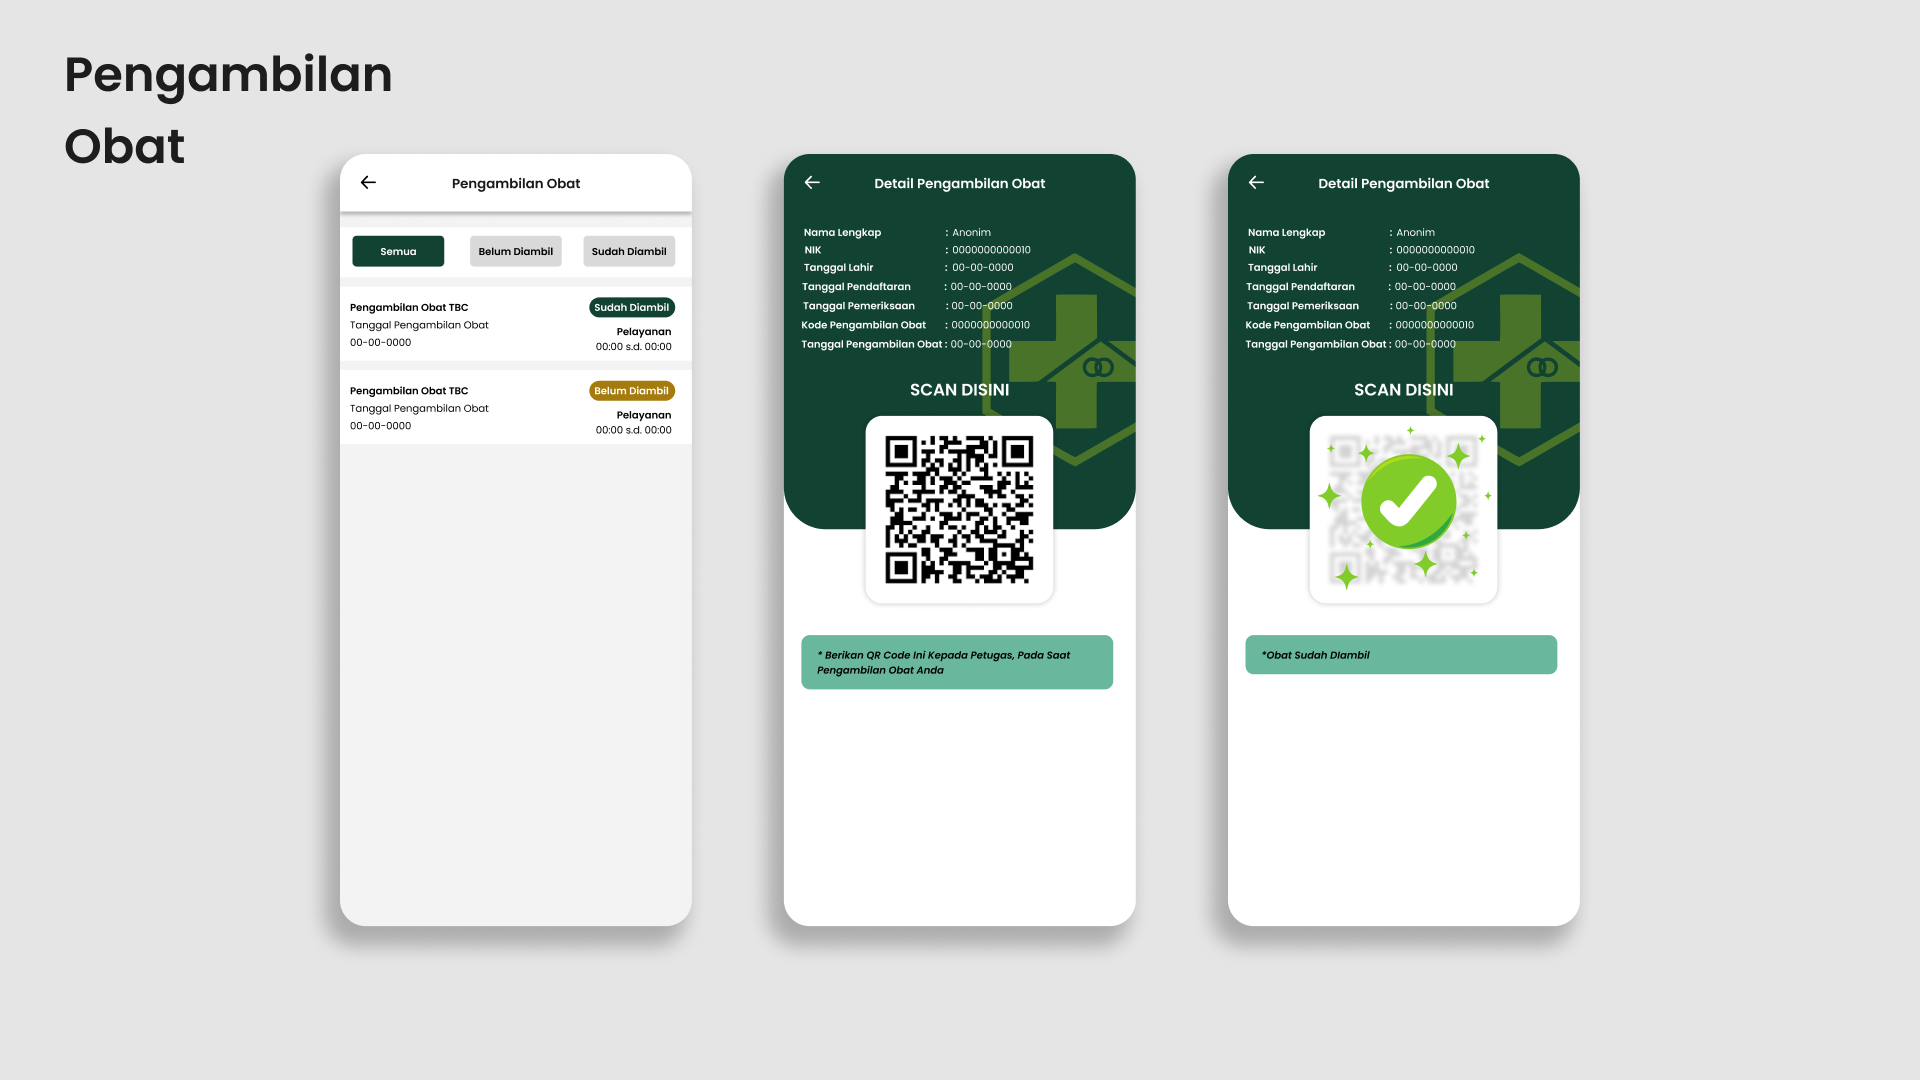 Pengambilan
Obat
Pengambilan Obat
Semua
Belum Diambil
Sudah Diambil
Pengambilan Obat TBC
Sudah Diambil
Tanggal Pengambilan Obat
Pelayanan
00-00-0000
00:00 s.d. 00:00
Pengambilan Obat TBC
Belum Diambil
Tanggal Pengambilan Obat
Pelayanan
00-00-0000
00:00 s.d. 00:00
Detail Pengambilan Obat
Nama Lengkap : Anonim
NIK : 0000000000010
Tanggal Lahir : 00-00-0000
Tanggal Pendaftaran : 00-00-0000
Tanggal Pemeriksaan : 00-00-0000
Kode Pengambilan Obat : 0000000000010
Tanggal Pengambilan Obat : 00-00-0000
SCAN DISINI
* Berikan QR Code Ini Kepada Petugas, Pada Saat
Pengambilan Obat Anda
Detail Pengambilan Obat
Nama Lengkap : Anonim
NIK : 0000000000010
Tanggal Lahir : 00-00-0000
Tanggal Pendaftaran : 00-00-0000
Tanggal Pemeriksaan : 00-00-0000
Kode Pengambilan Obat : 0000000000010
Tanggal Pengambilan Obat : 00-00-0000
SCAN DISINI
*Obat Sudah DIambil